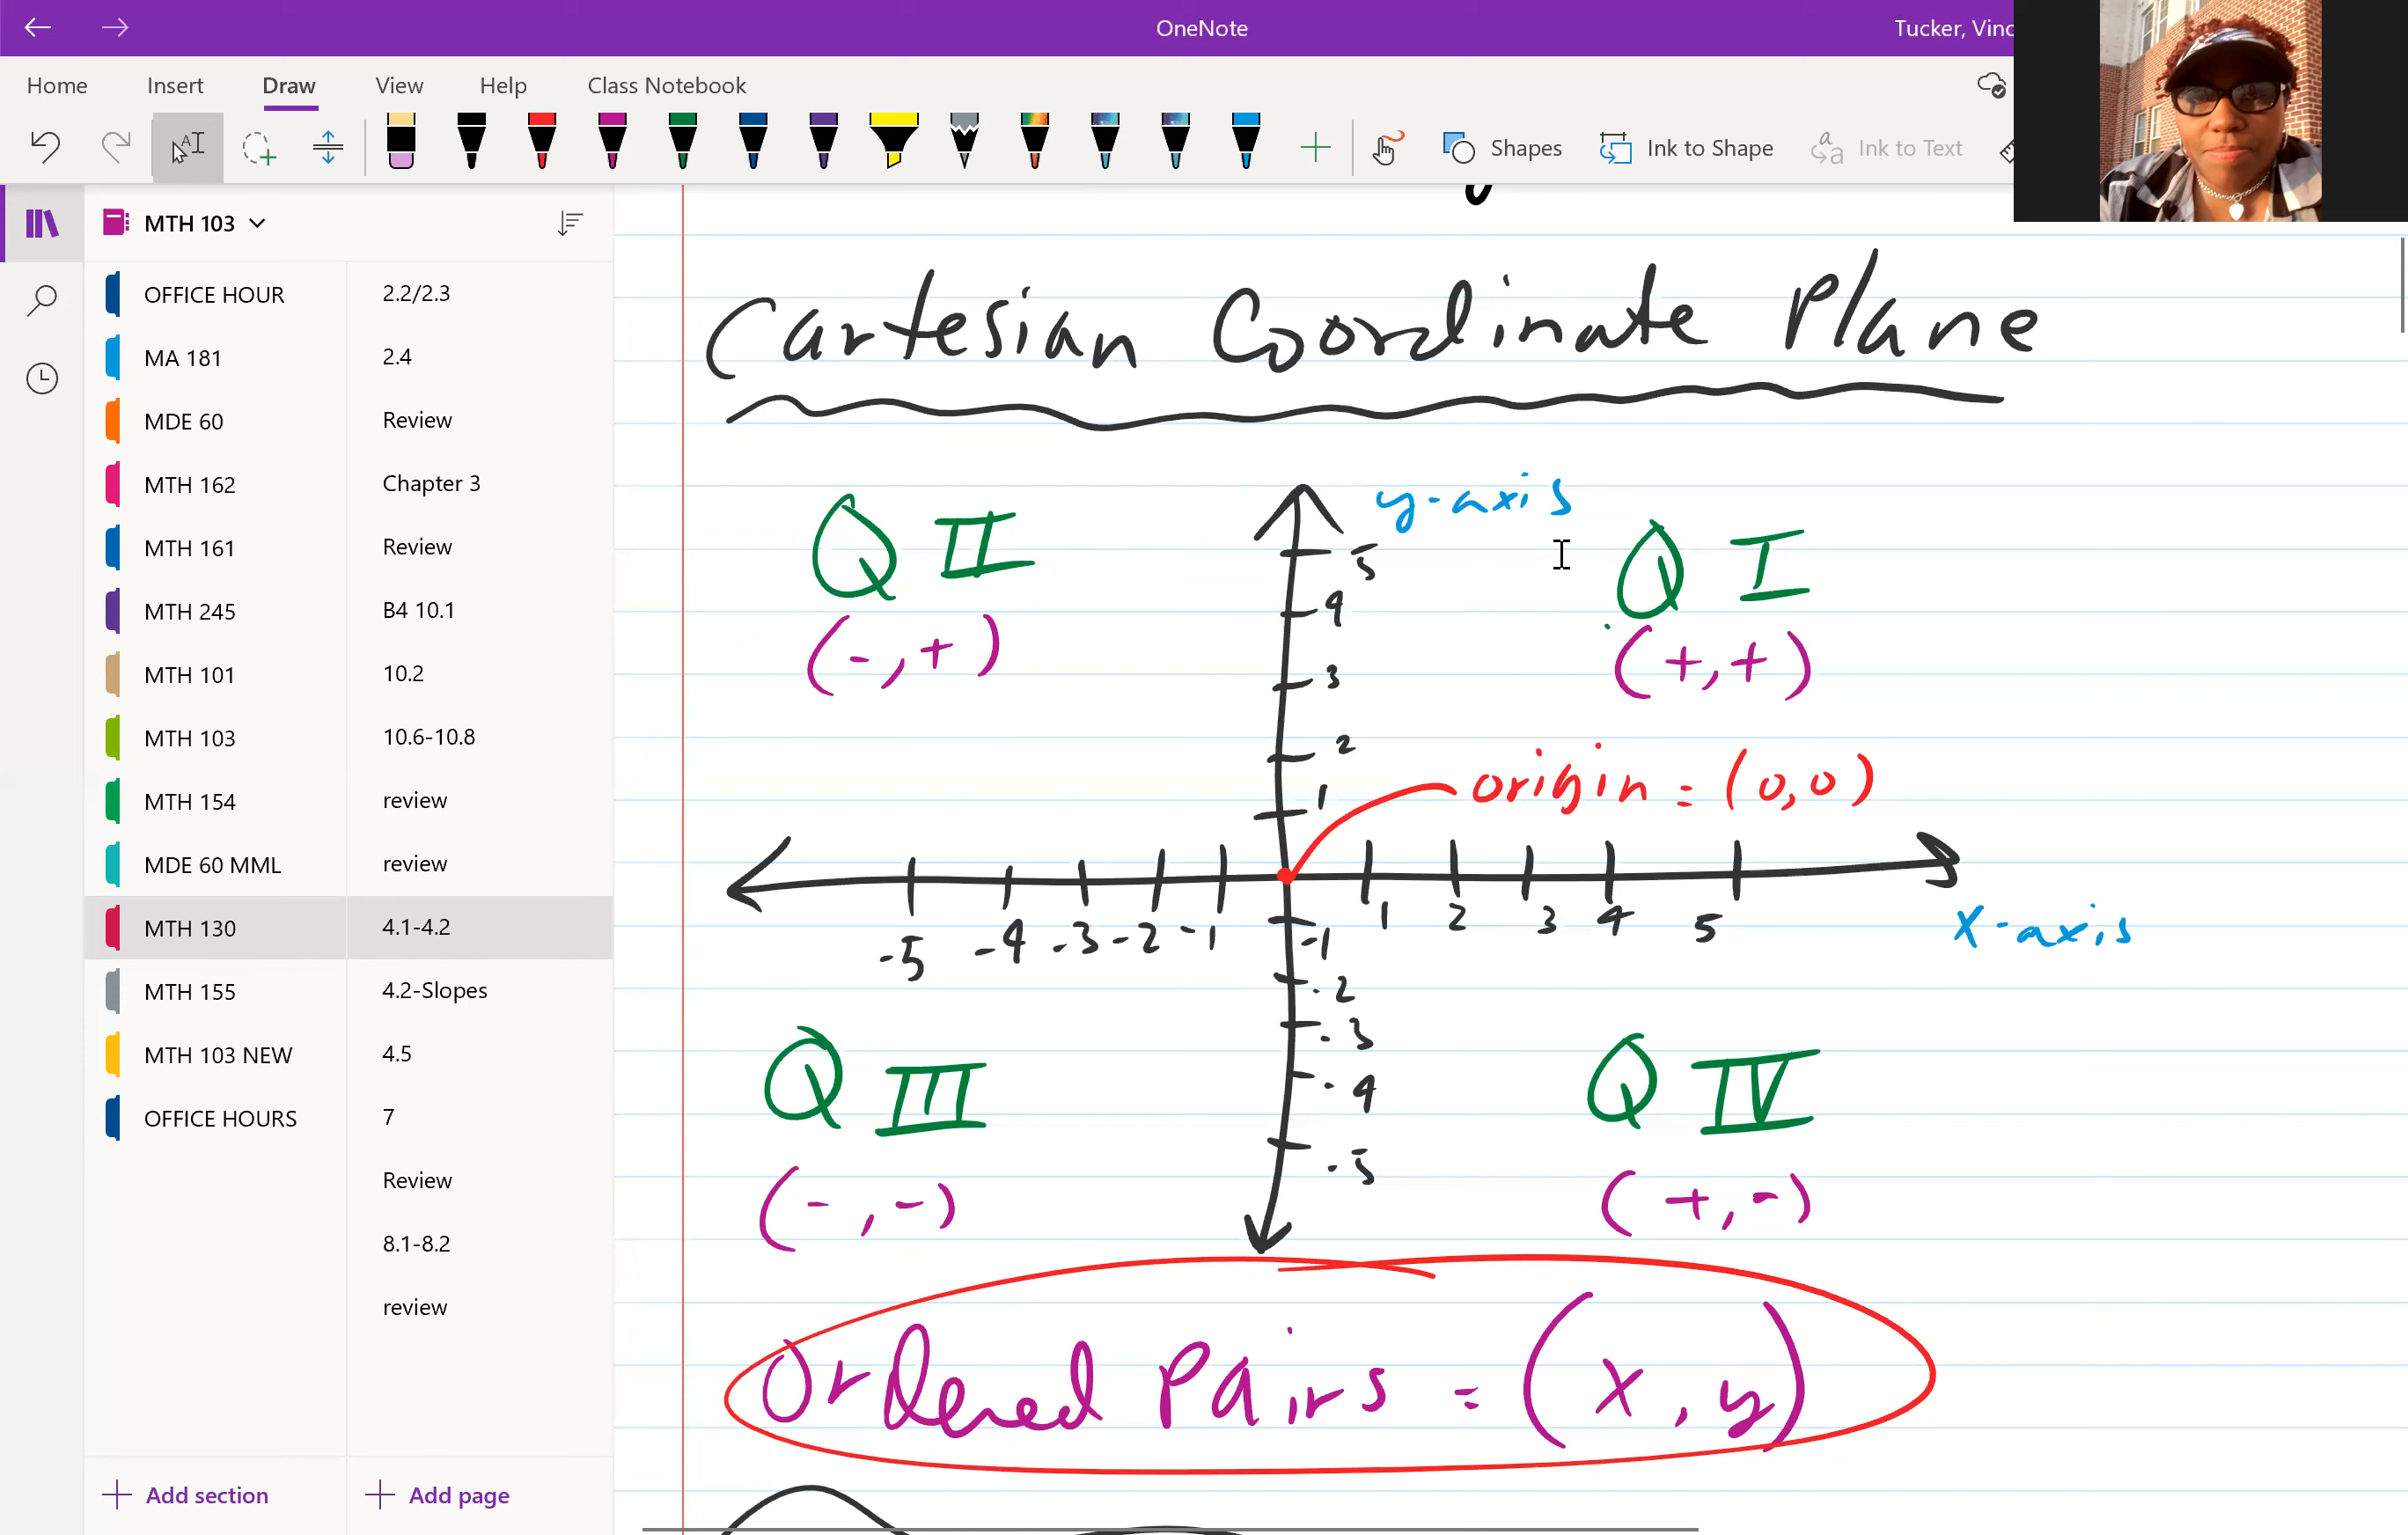 OneNote
Tucker, Vinc
Home Insert Draw View Help Class Notebook
Shapes Ink to Shape Ink to Text
MTH 103
OFFICE HOUR
MA 181
MDE 60
MTH 162
MTH 161
MTH 245
MTH 101
MTH 103
MTH 154
MDE 60 MML
MTH 130
MTH 155
MTH 103 NEW
OFFICE HOURS
Add section
2.2/2.3
2.4
Review
Chapter 3
Review
B4 10.1
10.2
10.6-10.8
review
review
4.1-4.2
4.2-Slopes
4.5
7
Review
8.1-8.2
review
Add page
Cartesian Coordinate Plane
y-axis
Q II
Q I
(-,+)
(+,+)
5
4
3
2
1
origin = (0,0)
-5 -4 -3 -2 -1 1 2 3 4 5
x-axis
-1
-2
-3
-4
-5
Q III
Q IV
(-,-)
(+,-)
Ordered Pairs = (x,y)